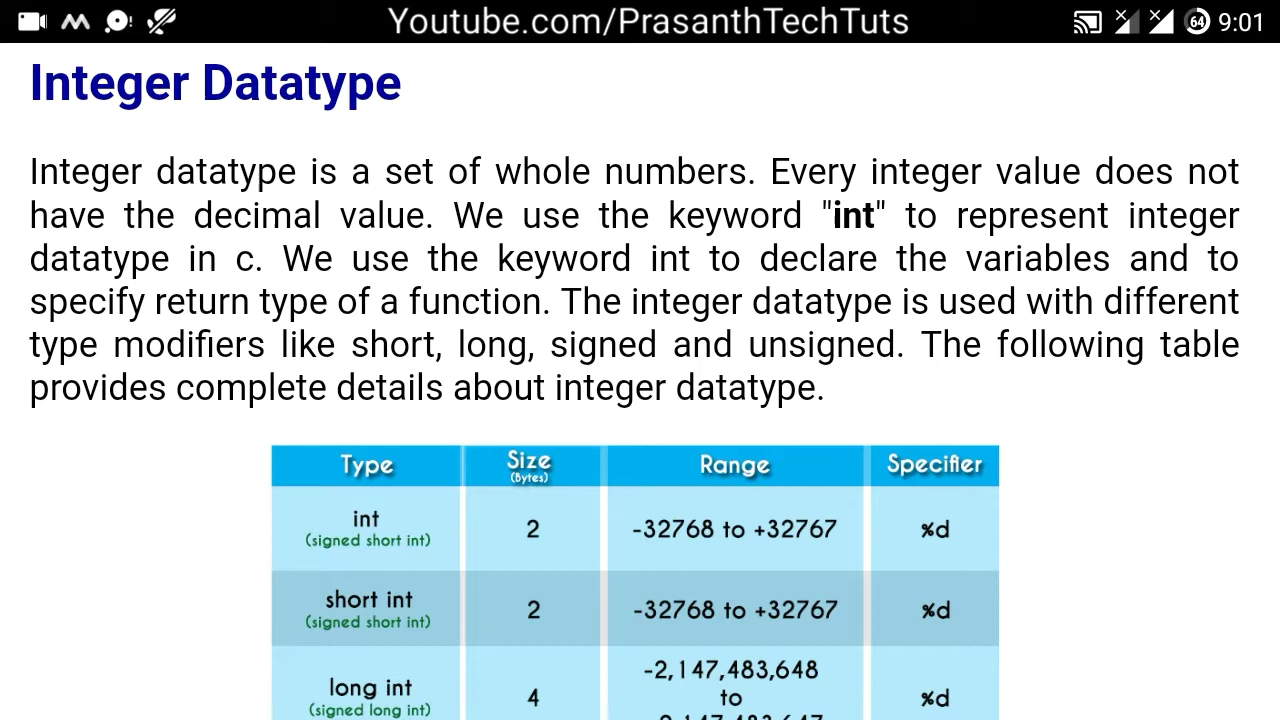 Youtube.com/PrasanthTechTuts
64 9:01
Integer Datatype
Integer datatype is a set of whole numbers. Every integer value does not
have the decimal value. We use the keyword "int" to represent integer
datatype in c. We use the keyword int to declare the variables and to
specify return type of a function. The integer datatype is used with different
type modifiers like short, long, signed and unsigned. The following table
provides complete details about integer datatype.
Type Size (Bytes) Range Specifier
int (signed short int) 2 -32768 to +32767 %d
short int (signed short int) 2 -32768 to +32767 %d
long int (signed long int) 4 -2,147,483,648 to %d